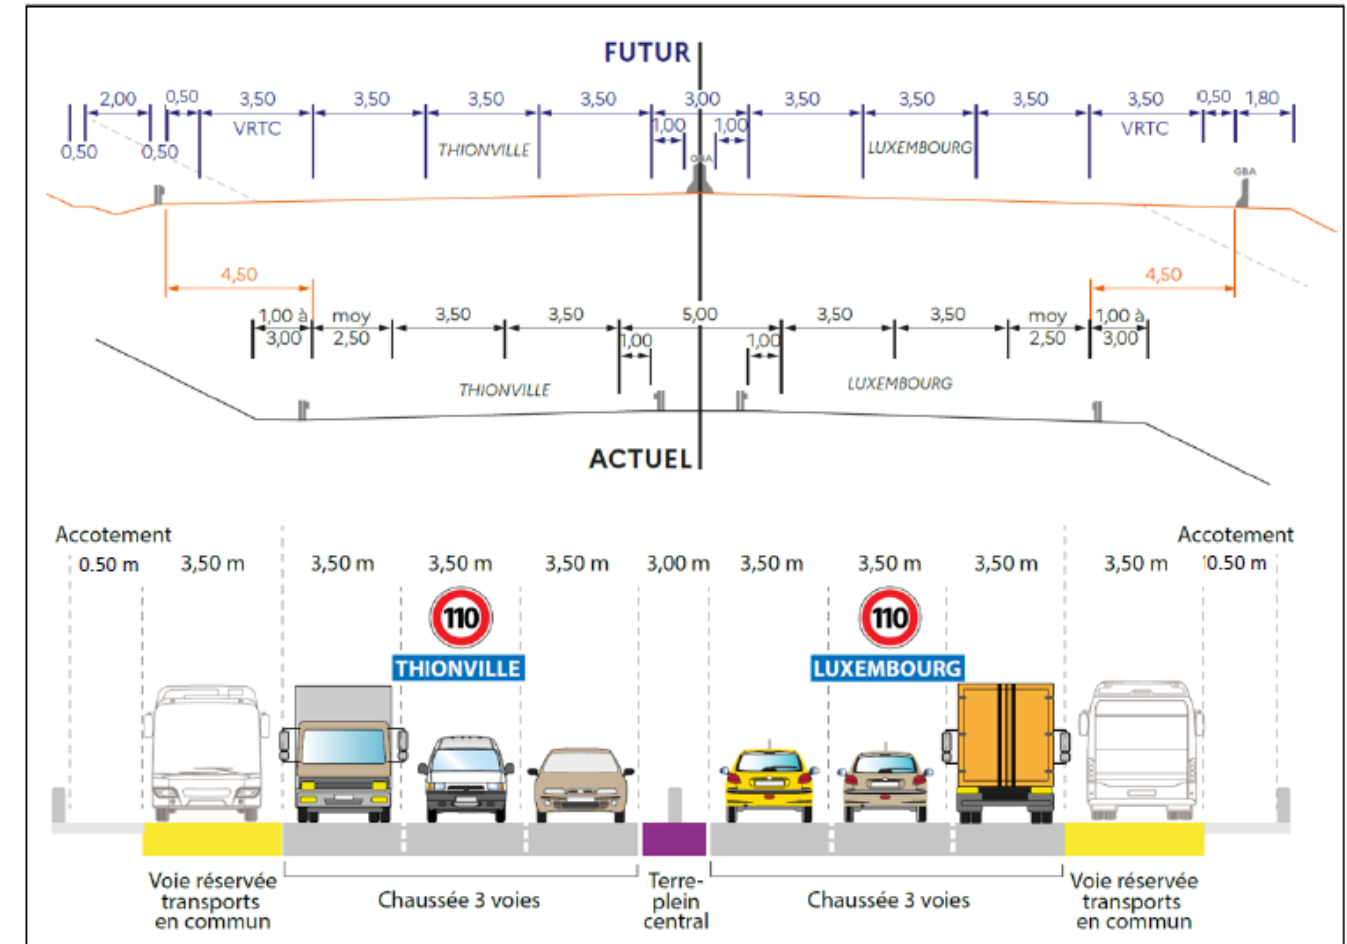 FUTUR
2,00 0,50 3,50 3,50 3,50 3,50 3,00 3,50 3,50 3,50 3,50 0,50 1,80
0,50 0,50 VRTC THIONVILLE 1,00 1,00 LUXEMBOURG VRTC
GBA GBA
4,50 4,50
1,00 à moy 3,50 3,50 5,00 3,50 3,50 moy 1,00 à
3,00 2,50 1,00 1,00 2,50 3,00
THIONVILLE LUXEMBOURG
ACTUEL
Accotement Accotement
0.50 m 3,50 m 3,50 m 3,50 m 3,50 m 3,00 m 3,50 m 3,50 m 3,50 m 3,50 m 0.50 m
110 110
THIONVILLE LUXEMBOURG
Voie réservée
transports
en commun
Chaussée 3 voies
Terre-
plein
central
Chaussée 3 voies
Voie réservée
transports
en commun